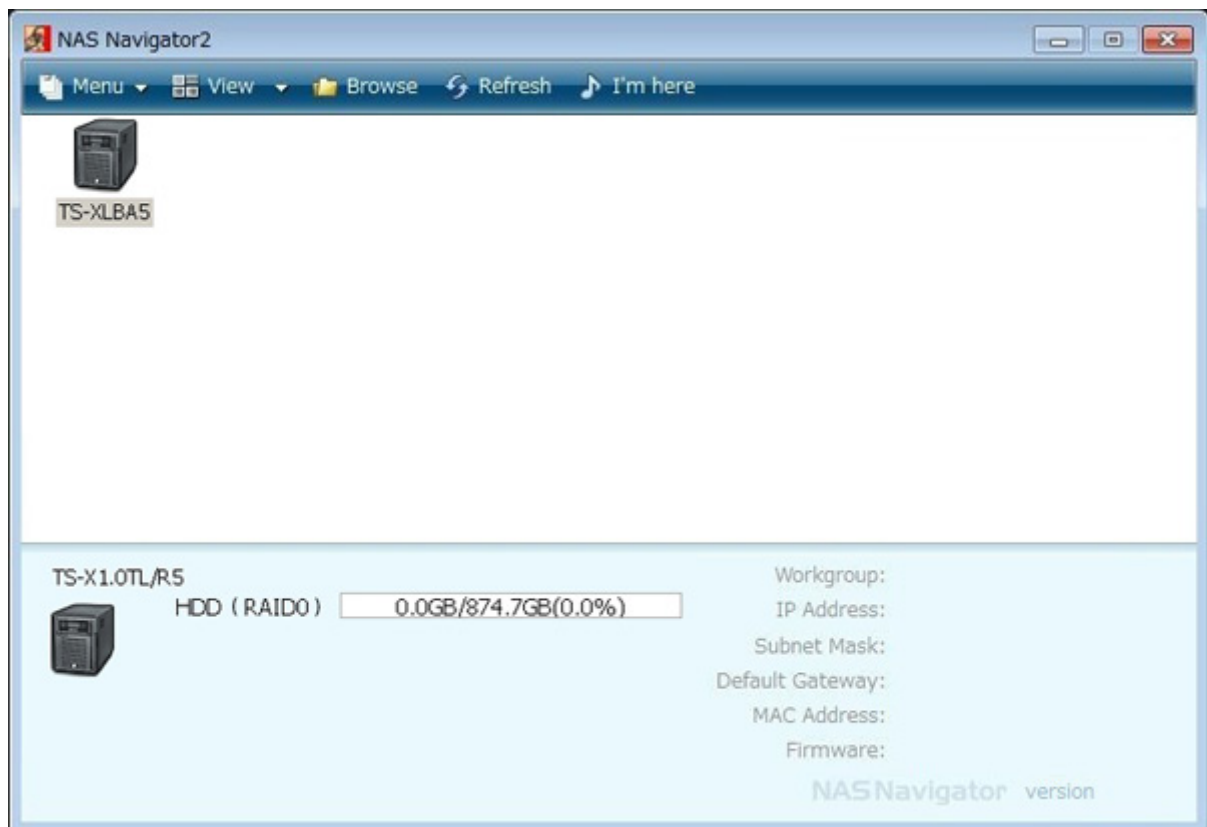 NAS Navigator2
Menu View Browse Refresh I'm here
TS-XLBA5
TS-X1.0TL/R5
HDD (RAID0) 0.0GB/874.7GB(0.0%)
Workgroup:
IP Address:
Subnet Mask:
Default Gateway:
MAC Address:
Firmware:
NASNavigator version